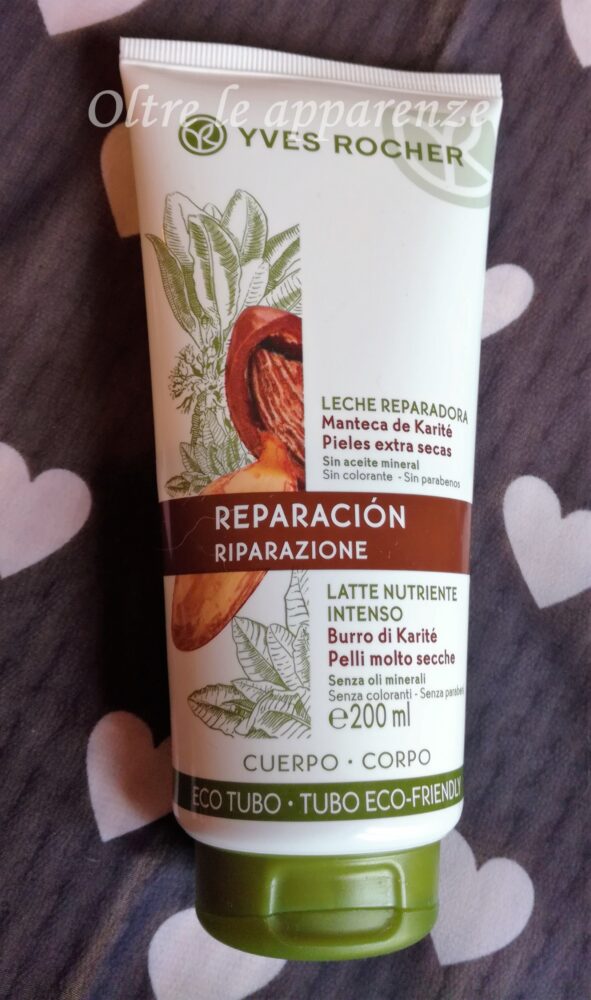 Oltre le apparenze
YVES ROCHER
LECHE REPARADORA
Manteca de Karité
Pieles extra secas
Sin aceite mineral
Sin colorante - Sin parabenos
REPARACIÓN
RIPARAZIONE
LATTE NUTRIENTE
INTENSO
Burro di Karité
Pelli molto secche
Senza oli minerali
Senza coloranti - Senza parabeni
℮200 ml
CUERPO · CORPO
ECO TUBO · TUBO ECO-FRIENDLY